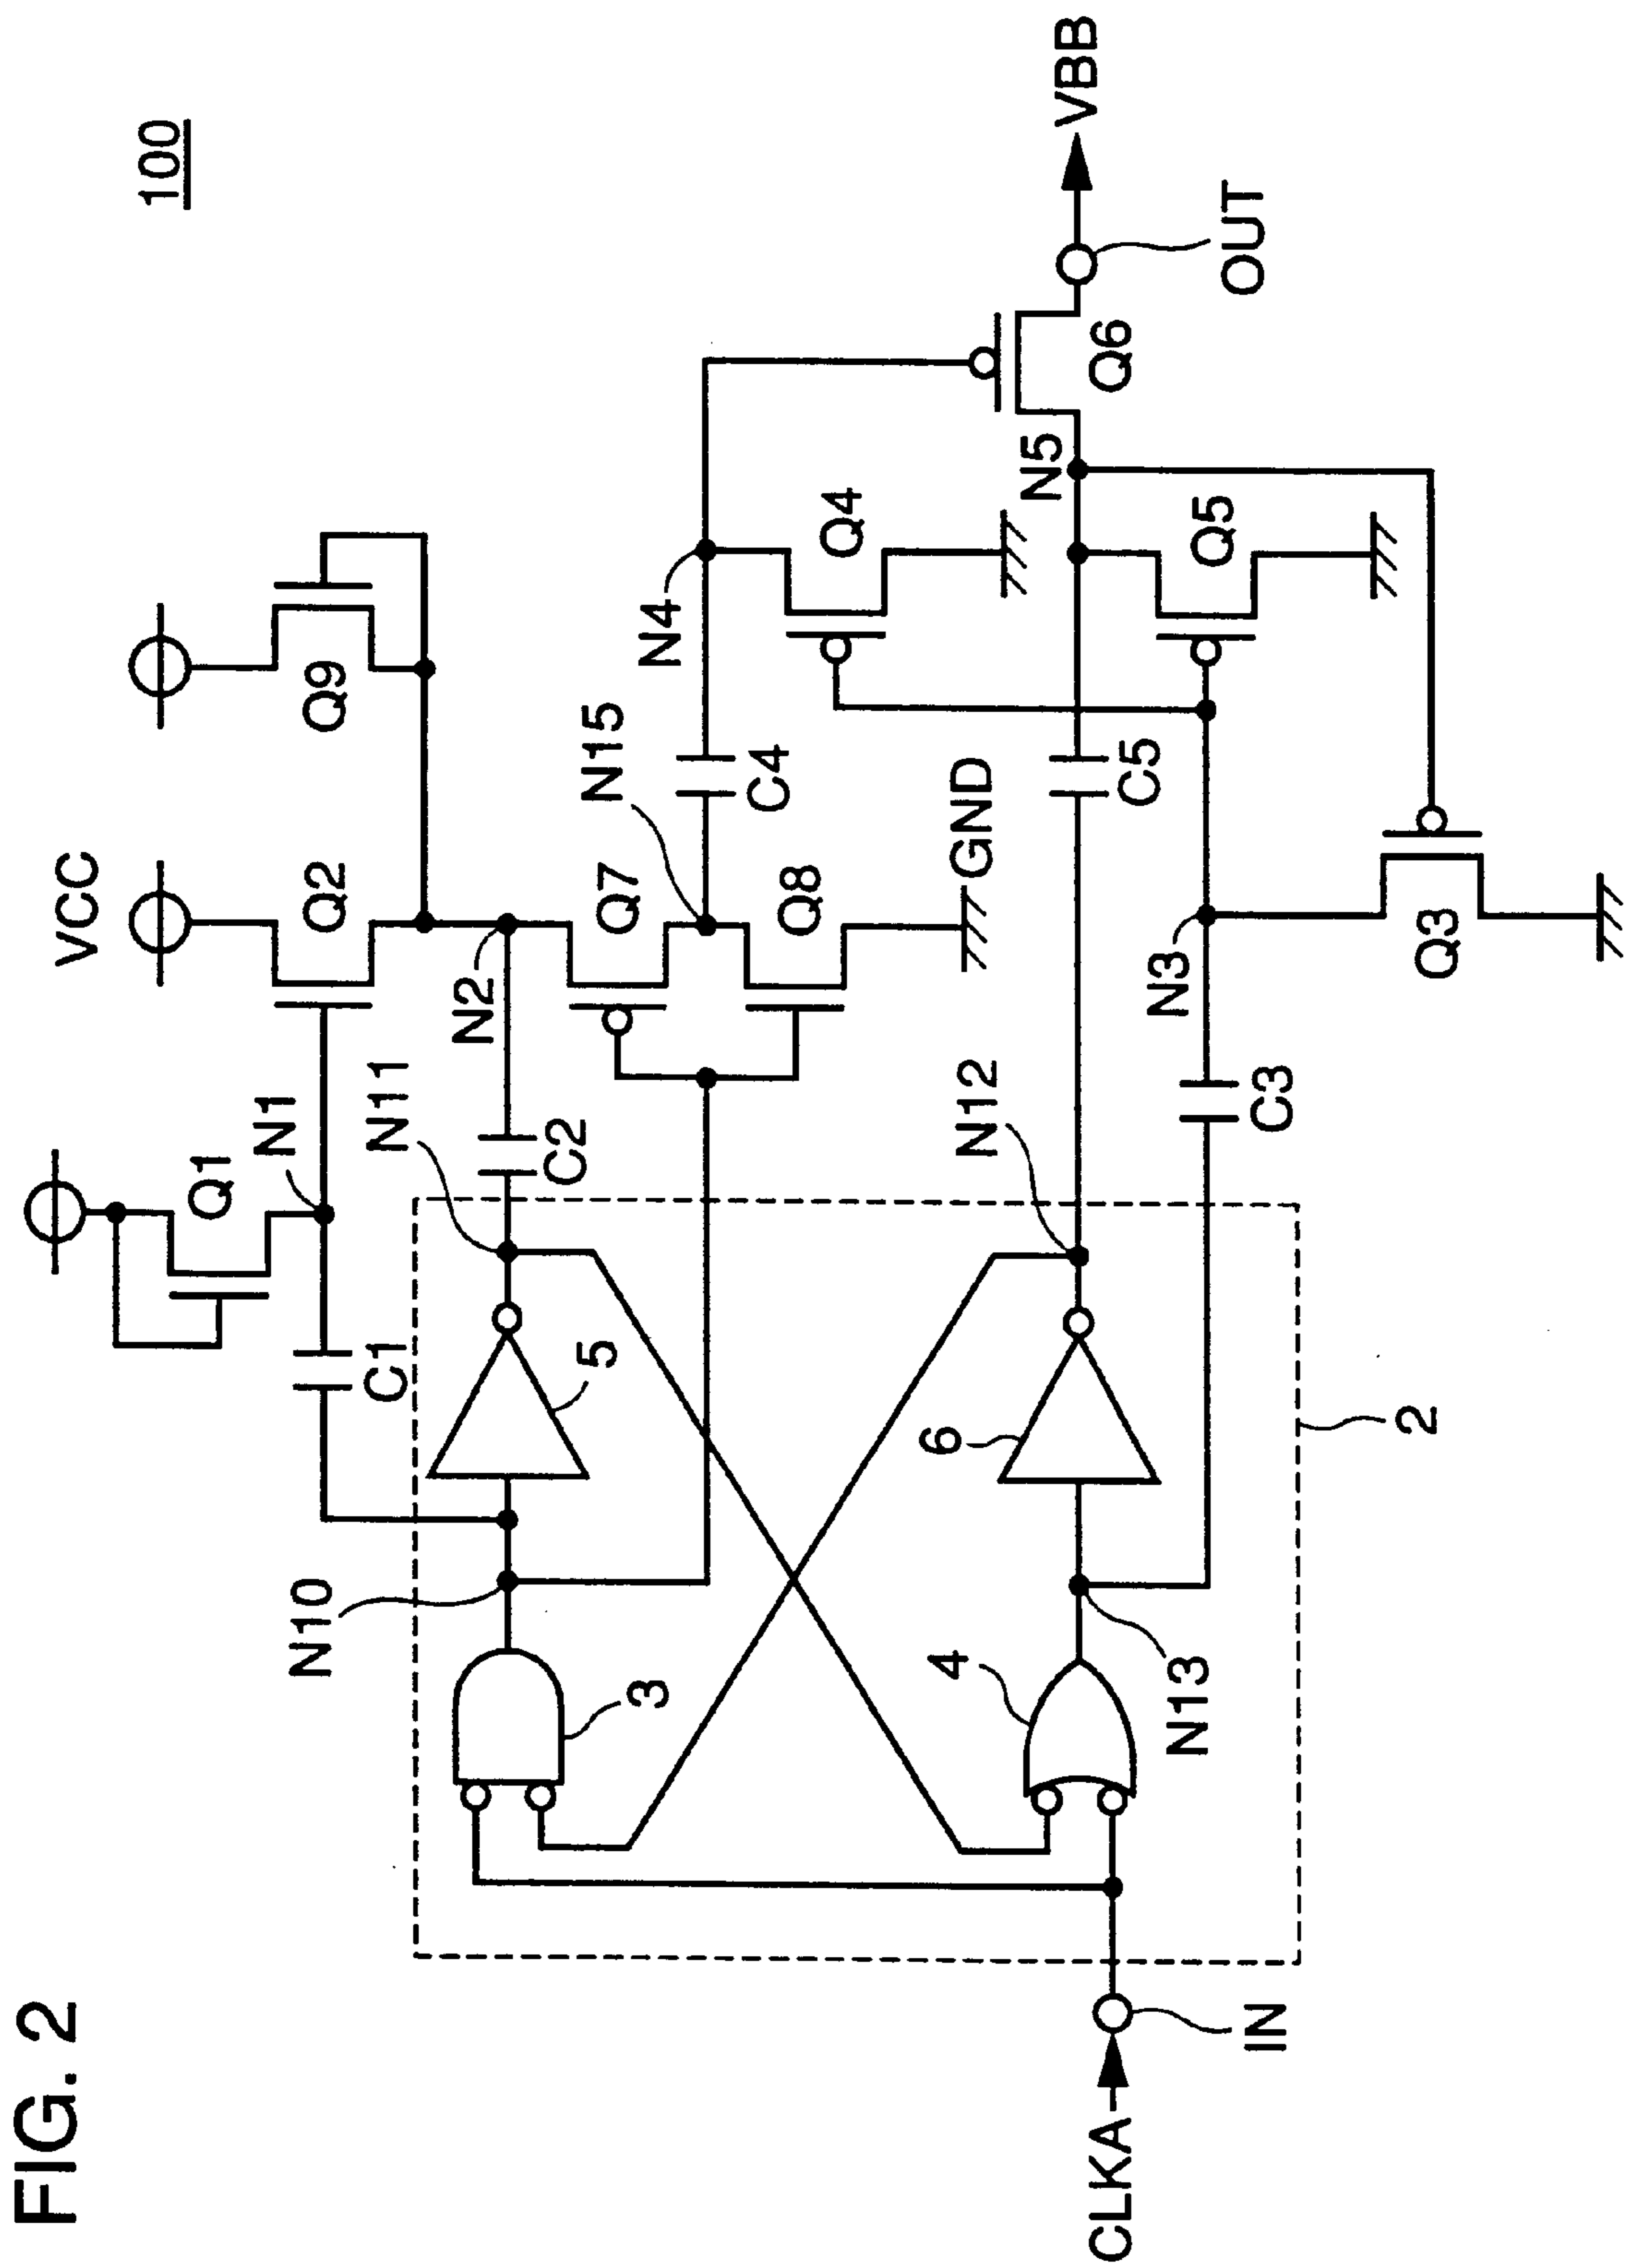 FIG. 2
100
VCC
Q1
N1
C1
Q2
Q9
N11
N2
C2
N10
5
3
Q7
N15
N4
C4
Q8
GND
Q4
N5
Q6
VBB
OUT
N12
6
C5
Q5
4
N13
N3
C3
Q3
2
CLKA
IN